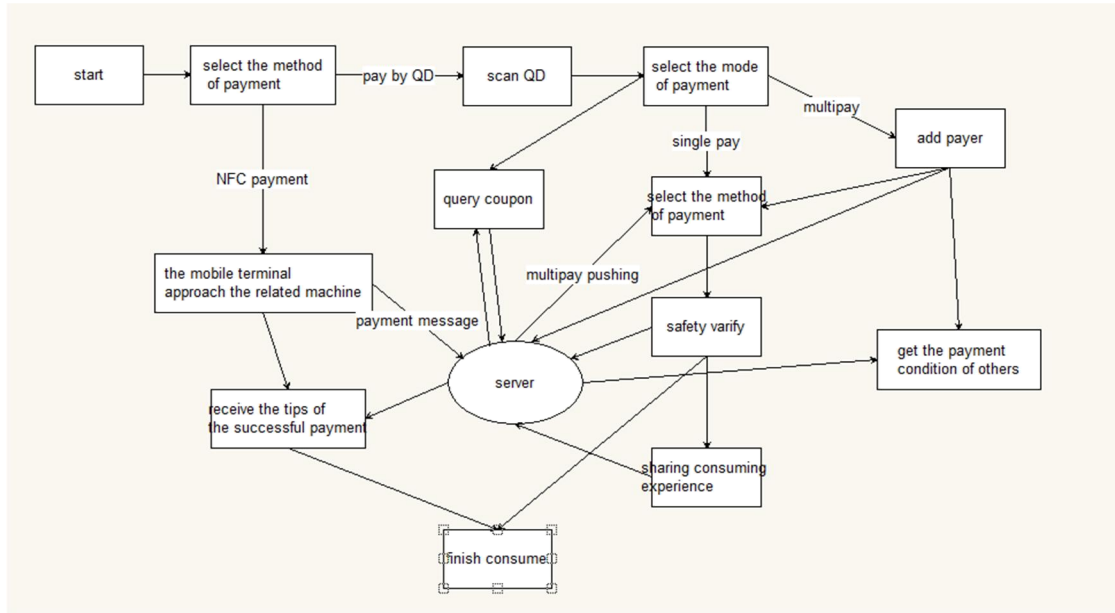 start
select the method
of payment
pay by QD
scan QD
select the mode
of payment
multipay
add payer
single pay
NFC payment
query coupon
select the method
of payment
the mobile terminal
approach the related machine
multipay pushing
payment message
safety varify
server
get the payment
condition of others
receive the tips of
the successful payment
sharing consuming
experience
finish consume